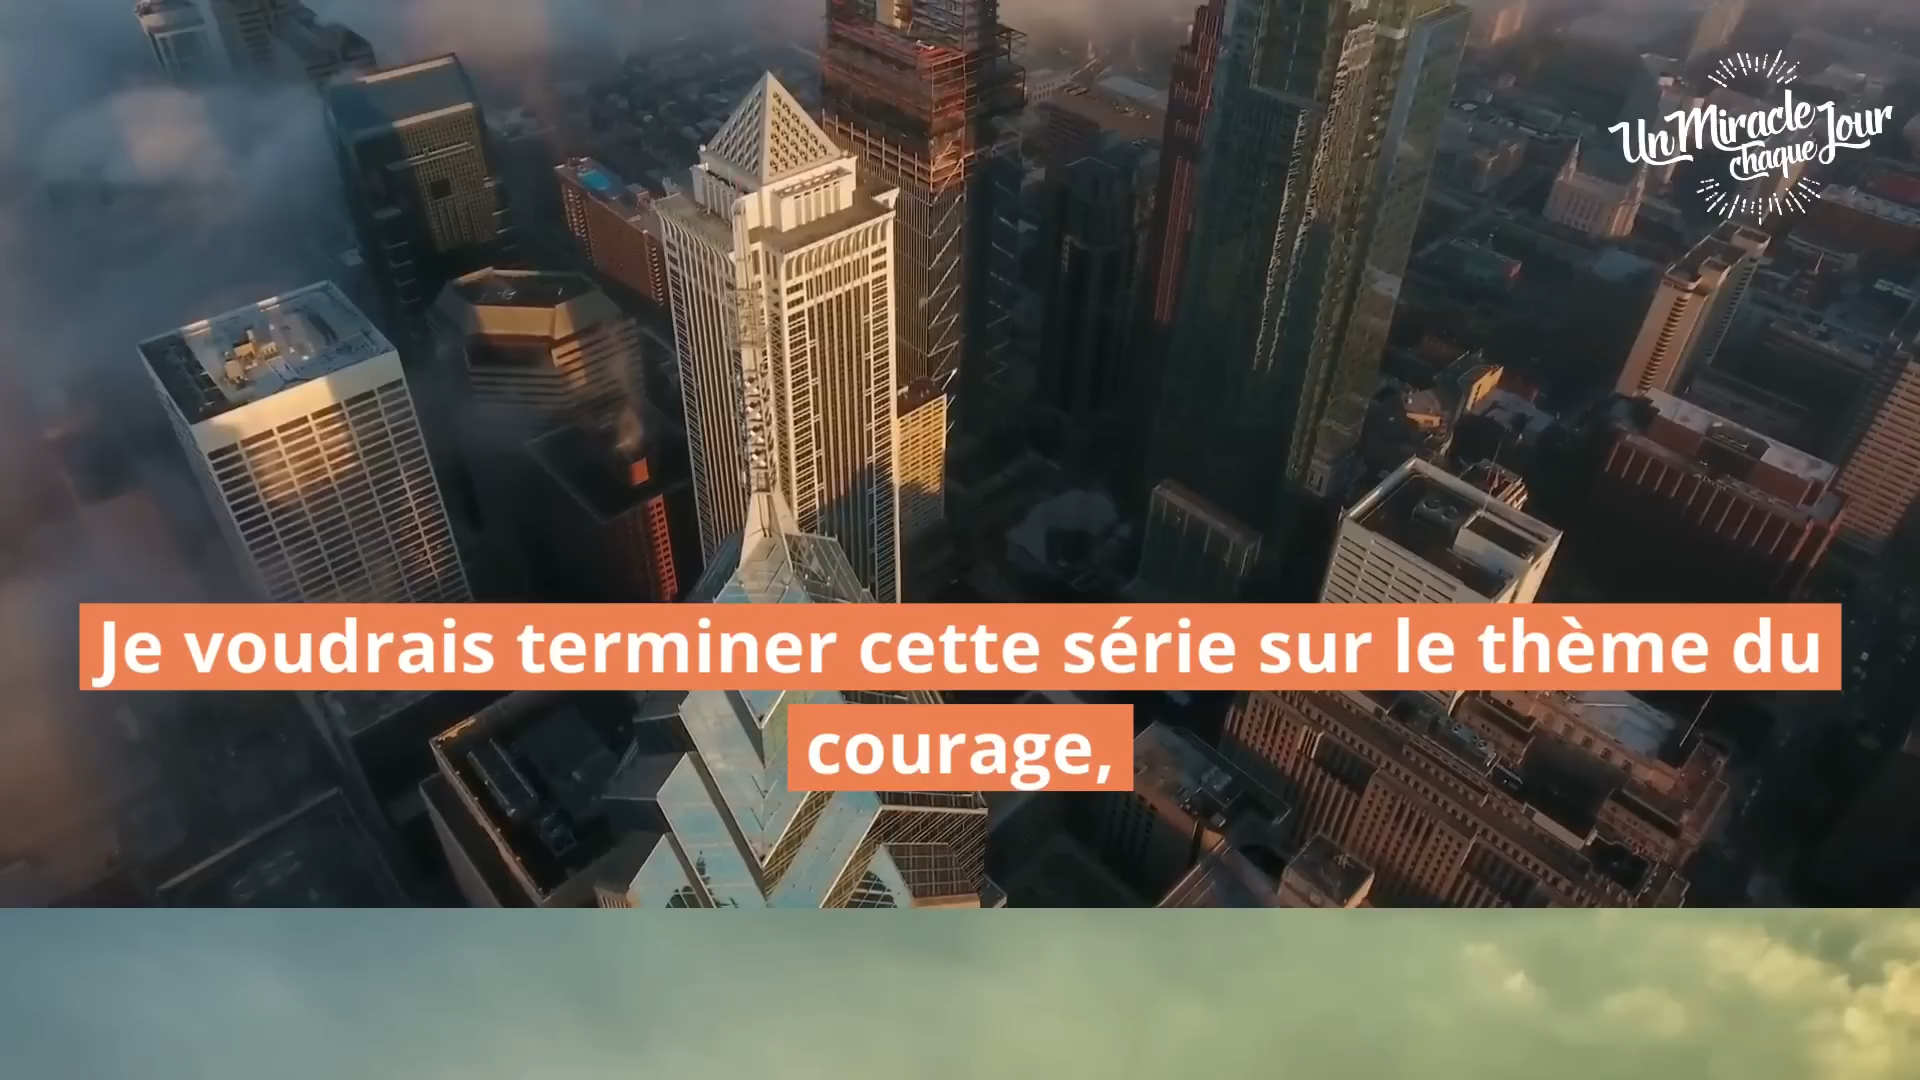 Un Miracle
chaque Jour
Je voudrais terminer cette série sur le thème du
courage,